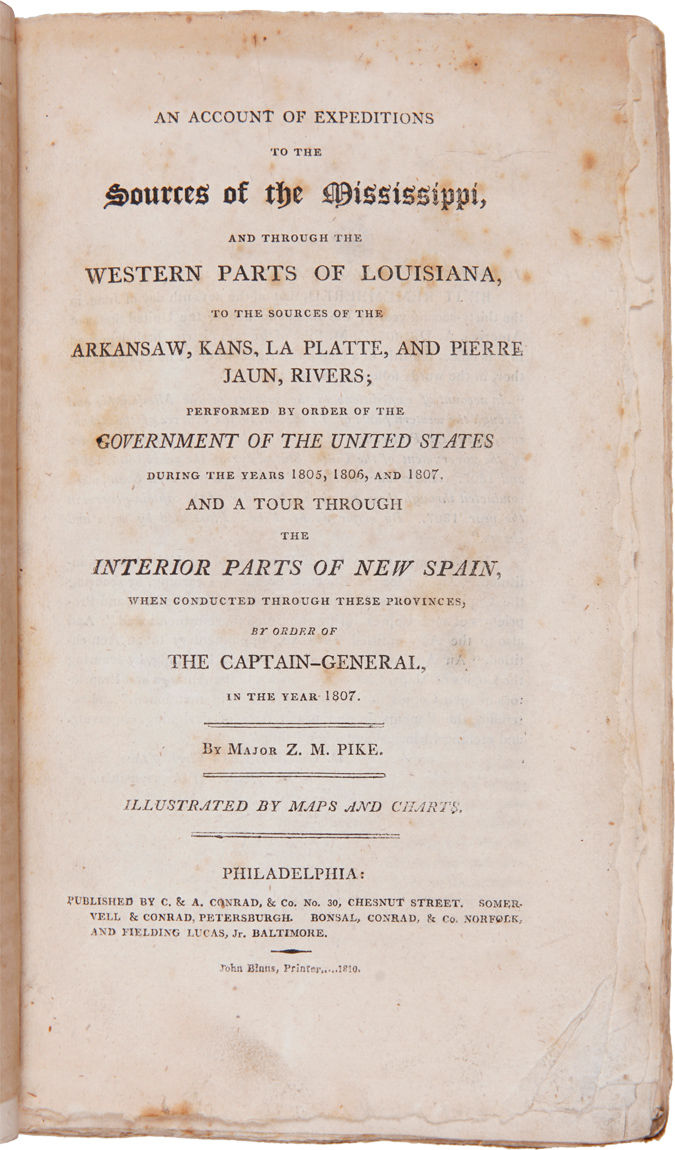 AN ACCOUNT OF EXPEDITIONS
TO THE
Sources of the Mississippi,
AND THROUGH THE
WESTERN PARTS OF LOUISIANA,
TO THE SOURCES OF THE
ARKANSAW, KANS, LA PLATTE, AND PIERRE
JAUN, RIVERS;
PERFORMED BY ORDER OF THE
GOVERNMENT OF THE UNITED STATES
DURING THE YEARS 1805, 1806, AND 1807.
AND A TOUR THROUGH
THE
INTERIOR PARTS OF NEW SPAIN,
WHEN CONDUCTED THROUGH THESE PROVINCES,
BY ORDER OF
THE CAPTAIN-GENERAL,
IN THE YEAR 1807.
By Major Z. M. PIKE.
ILLUSTRATED BY MAPS AND CHARTS.
PHILADELPHIA:
PUBLISHED BY C. & A. CONRAD, & Co. No. 30, CHESNUT STREET. SOMER-
VELL & CONRAD, PETERSBURGH. BONSAL, CONRAD, & Co. NORFOLK,
AND FIELDING LUCAS, Jr. BALTIMORE.
John Binns, Printer,....1810.